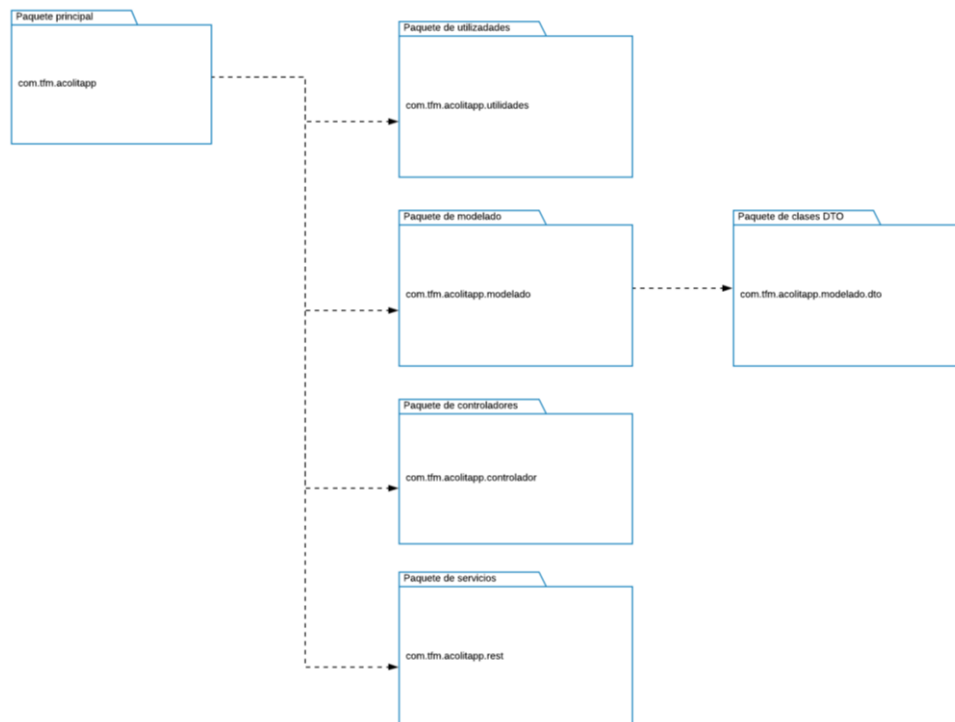 Paquete principal
com.tfm.acolitapp
Paquete de utilizadades
com.tfm.acolitapp.utilidades
Paquete de modelado
com.tfm.acolitapp.modelado
Paquete de clases DTO
com.tfm.acolitapp.modelado.dto
Paquete de controladores
com.tfm.acolitapp.controlador
Paquete de servicios
com.tfm.acolitapp.rest